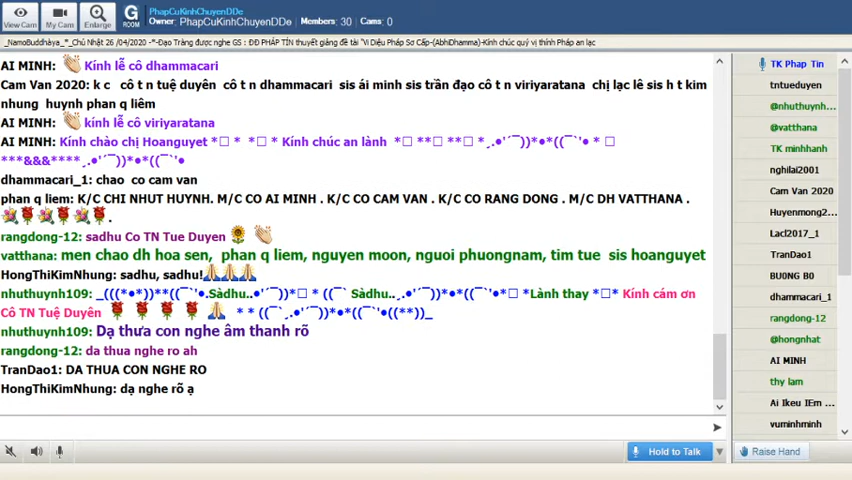 PhapCuKinhChuyenDDe
Owner: PhapCuKinhChuyenDDe Members: 30 Cams: 0
View Cam
My Cam
Enlarge
G ROOM
_NamoBuddhàya_*_Chủ Nhật 26 /04/2020 -*-Đạo Tràng được nghe GS : ĐĐ PHÁP TÍN thuyết giảng đề tài "Vi Diệu Pháp Sơ Cấp-(AbhiDhamma)-Kính chúc quý vị thính Pháp an lạc
AI MINH: Kính lễ cô dhammacari
Cam Van 2020: k c cô t n tuệ duyên cô t n dhammacari sis ái minh sis trần đạo cô t n viriyaratana chị lạc lê sis h t kim
nhung huynh phan q liêm
AI MINH: kính lễ cô viriyaratana
AI MINH: Kính chào chị Hoanguyet *□ * *□ * Kính chúc an lành *□ **□ **□ *¸.•'´¯))*•*((¯`'• * □
***&&&****¸.•'´¯))*•*((¯`'•
dhammacari_1: chao co cam van
phan q liem: K/C CHI NHUT HUYNH. M/C CO AI MINH . K/C CO CAM VAN . K/C CO RANG DONG . M/C DH VATTHANA .
.
rangdong-12: sadhu Co TN Tue Duyen
vatthana: men chao dh hoa sen, phan q liem, nguyen moon, nguoi phuongnam, tim tue sis hoanguyet
HongThiKimNhung: sadhu, sadhu!
nhuthuynh109: _(((*•*))**((¨`'•.Sàdhu..•'´¨))*□ * ((¨` Sàdhu..¸.•'´¨))*•*((¨`'•*□ *Lành thay *□* Kính cám ơn
Cô TN Tuệ Duyên * * ((¨`¸.•'´¨))*•*((¨`'•((**))_
nhuthuynh109: Dạ thưa con nghe âm thanh rõ
rangdong-12: da thua nghe ro ah
TranDao1: DA THUA CON NGHE RO
HongThiKimNhung: dạ nghe rõ ạ
TK Phap Tin
tntueduyen
@nhuthuynh...
@vatthana
TK minhhanh
nghilai2001
Cam Van 2020
Huyenmong2...
Lacl2017_1
TranDao1
BUÔNG BỎ
dhammacari_1
rangdong-12
@hongnhat
AI MINH
thy lam
Ai Ikeu IEm ...
vuminhminh
Hold to Talk
Raise Hand